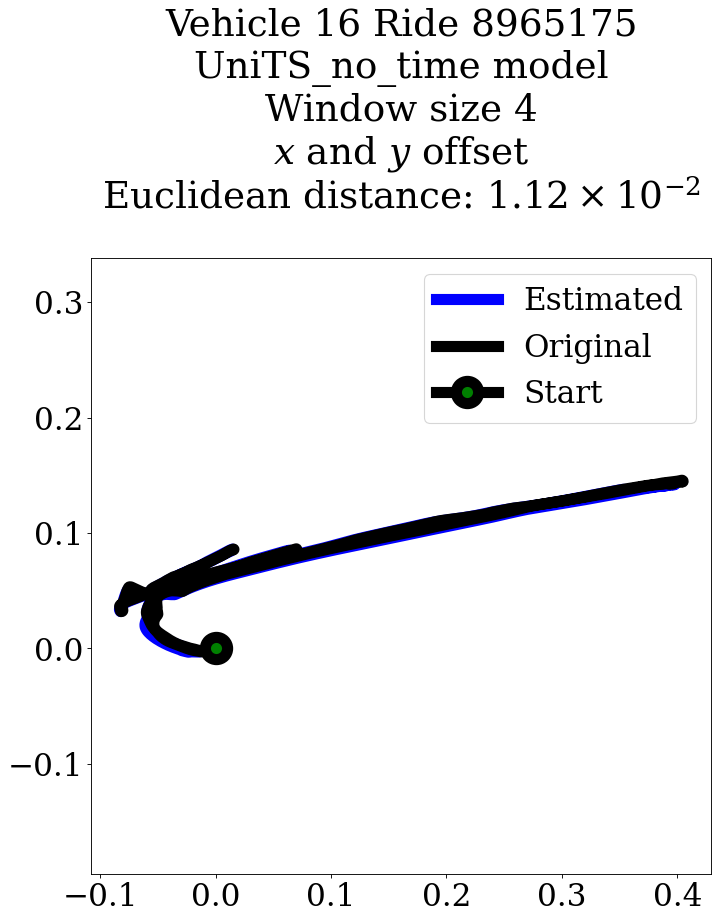 Vehicle 16 Ride 8965175
UniTS_no_time model
Window size 4
x and y offset
Euclidean distance: 1.12 × 10⁻²
Estimated
Original
Start
0.3
0.2
0.1
0.0
−0.1
−0.1 0.0 0.1 0.2 0.3 0.4